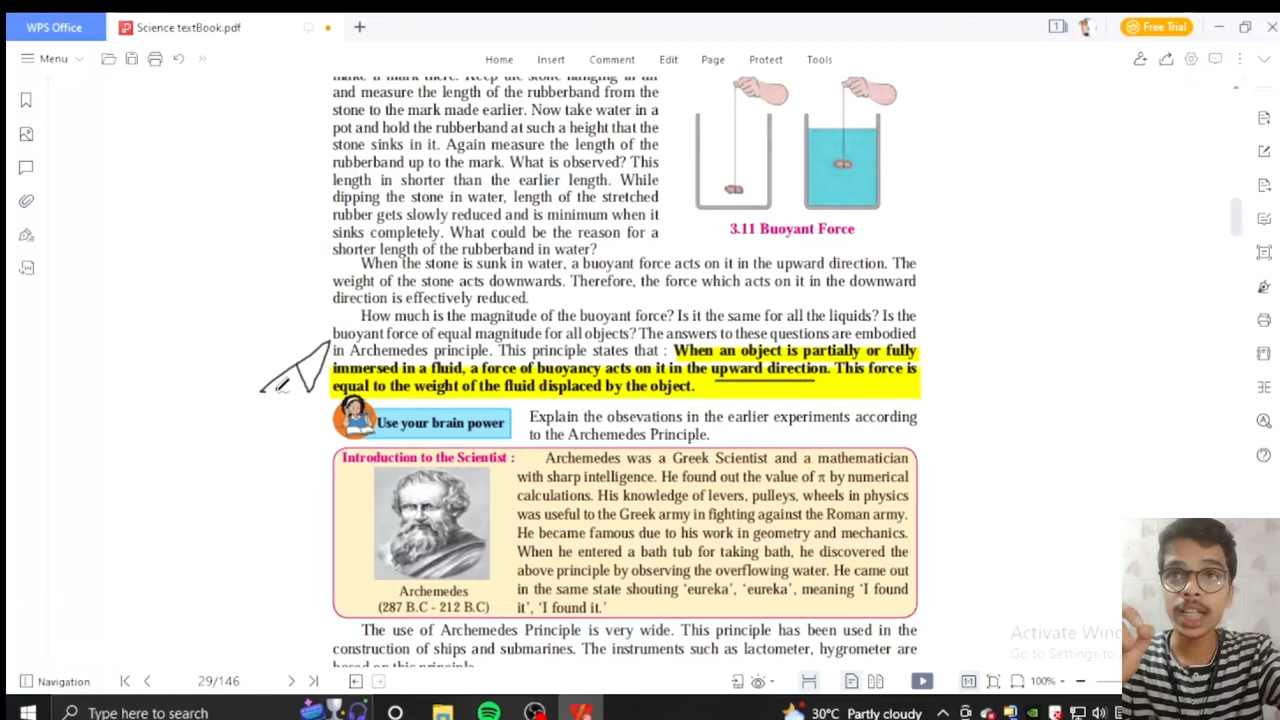 WPS Office
Science textBook.pdf
1
Free Trial
Menu
Home
Insert
Comment
Edit
Page
Protect
Tools
make a mark there. Keep the stone hanging in air
and measure the length of the rubberband from the
stone to the mark made earlier. Now take water in a
pot and hold the rubberband at such a height that the
stone sinks in it. Again measure the length of the
rubberband up to the mark. What is observed? This
length in shorter than the earlier length. While
dipping the stone in water, length of the stretched
rubber gets slowly reduced and is minimum when it
sinks completely. What could be the reason for a
shorter length of the rubberband in water?
3.11 Buoyant Force
When the stone is sunk in water, a buoyant force acts on it in the upward direction. The
weight of the stone acts downwards. Therefore, the force which acts on it in the downward
direction is effectively reduced.
How much is the magnitude of the buoyant force? Is it the same for all the liquids? Is the
buoyant force of equal magnitude for all objects? The answers to these questions are embodied
in Archemedes principle. This principle states that : When an object is partially or fully
immersed in a fluid, a force of buoyancy acts on it in the upward direction. This force is
equal to the weight of the fluid displaced by the object.
Use your brain power
Explain the obsevations in the earlier experiments according
to the Archemedes Principle.
Introduction to the Scientist :
Archemedes was a Greek Scientist and a mathematician
with sharp intelligence. He found out the value of π by numerical
calculations. His knowledge of levers, pulleys, wheels in physics
was useful to the Greek army in fighting against the Roman army.
He became famous due to his work in geometry and mechanics.
When he entered a bath tub for taking bath, he discovered the
above principle by observing the overflowing water. He came out
in the same state shouting ‘eureka’, ‘eureka’, meaning ‘I found
it’, ‘I found it.’
Archemedes
(287 B.C - 212 B.C)
The use of Archemedes Principle is very wide. This principle has been used in the
construction of ships and submarines. The instruments such as lactometer, hygrometer are
based on this principle.
Activate
Go to Settings to
Navigation
29/146
100%
Type here to search
30°C Partly cloudy